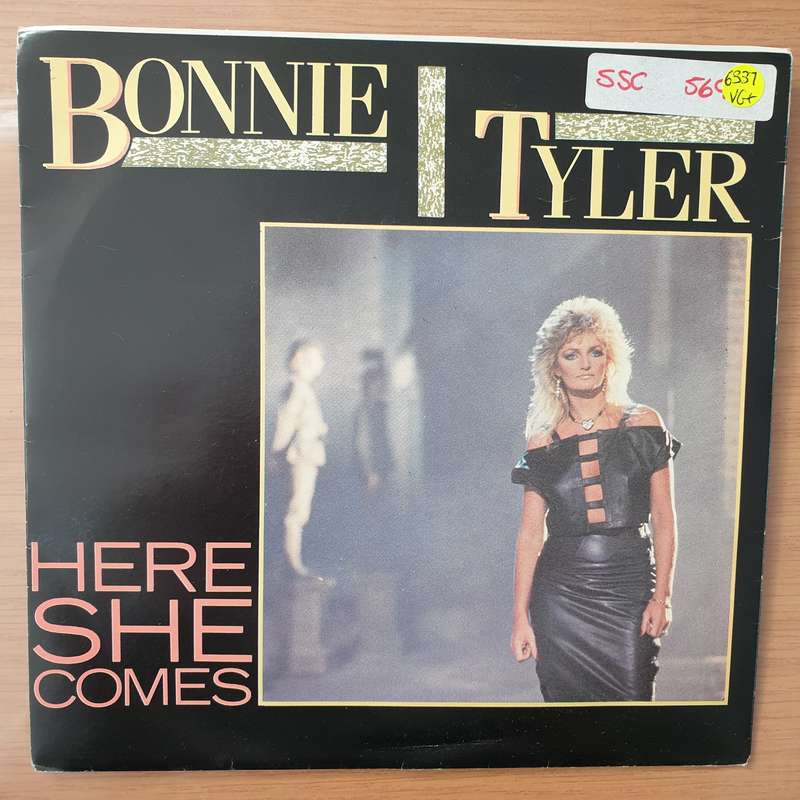 BONNIE
TYLER
SSC
6337
VG+
HERE
SHE
COMES